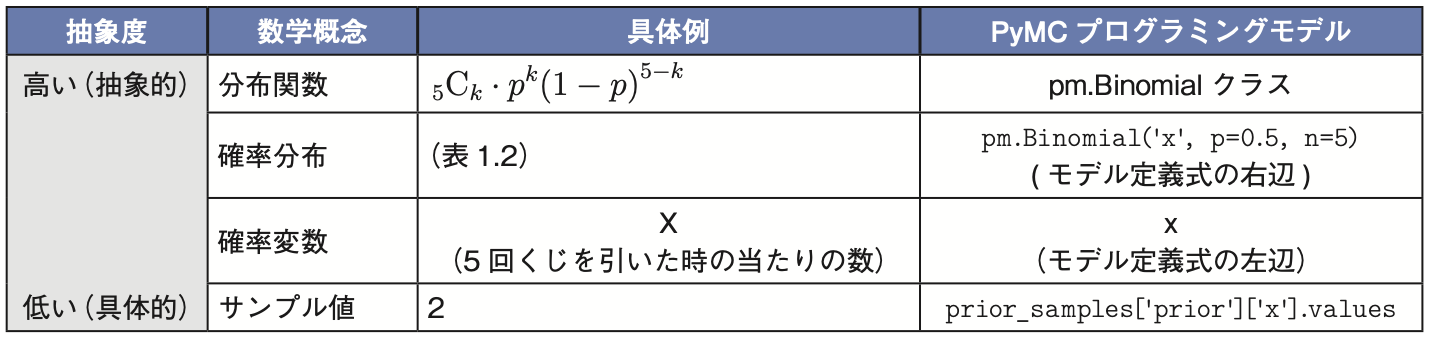 抽象度 数学概念 具体例 PyMC プログラミングモデル
高い（抽象的） 分布関数 ₅Cₖ · pᵏ(1 − p)⁵⁻ᵏ pm.Binomial クラス
確率分布 （表 1.2） pm.Binomial('x', p=0.5, n=5)
( モデル定義式の右辺 )
確率変数 X x
（5 回くじを引いた時の当たりの数） （モデル定義式の左辺）
低い（具体的） サンプル値 2 prior_samples['prior']['x'].values